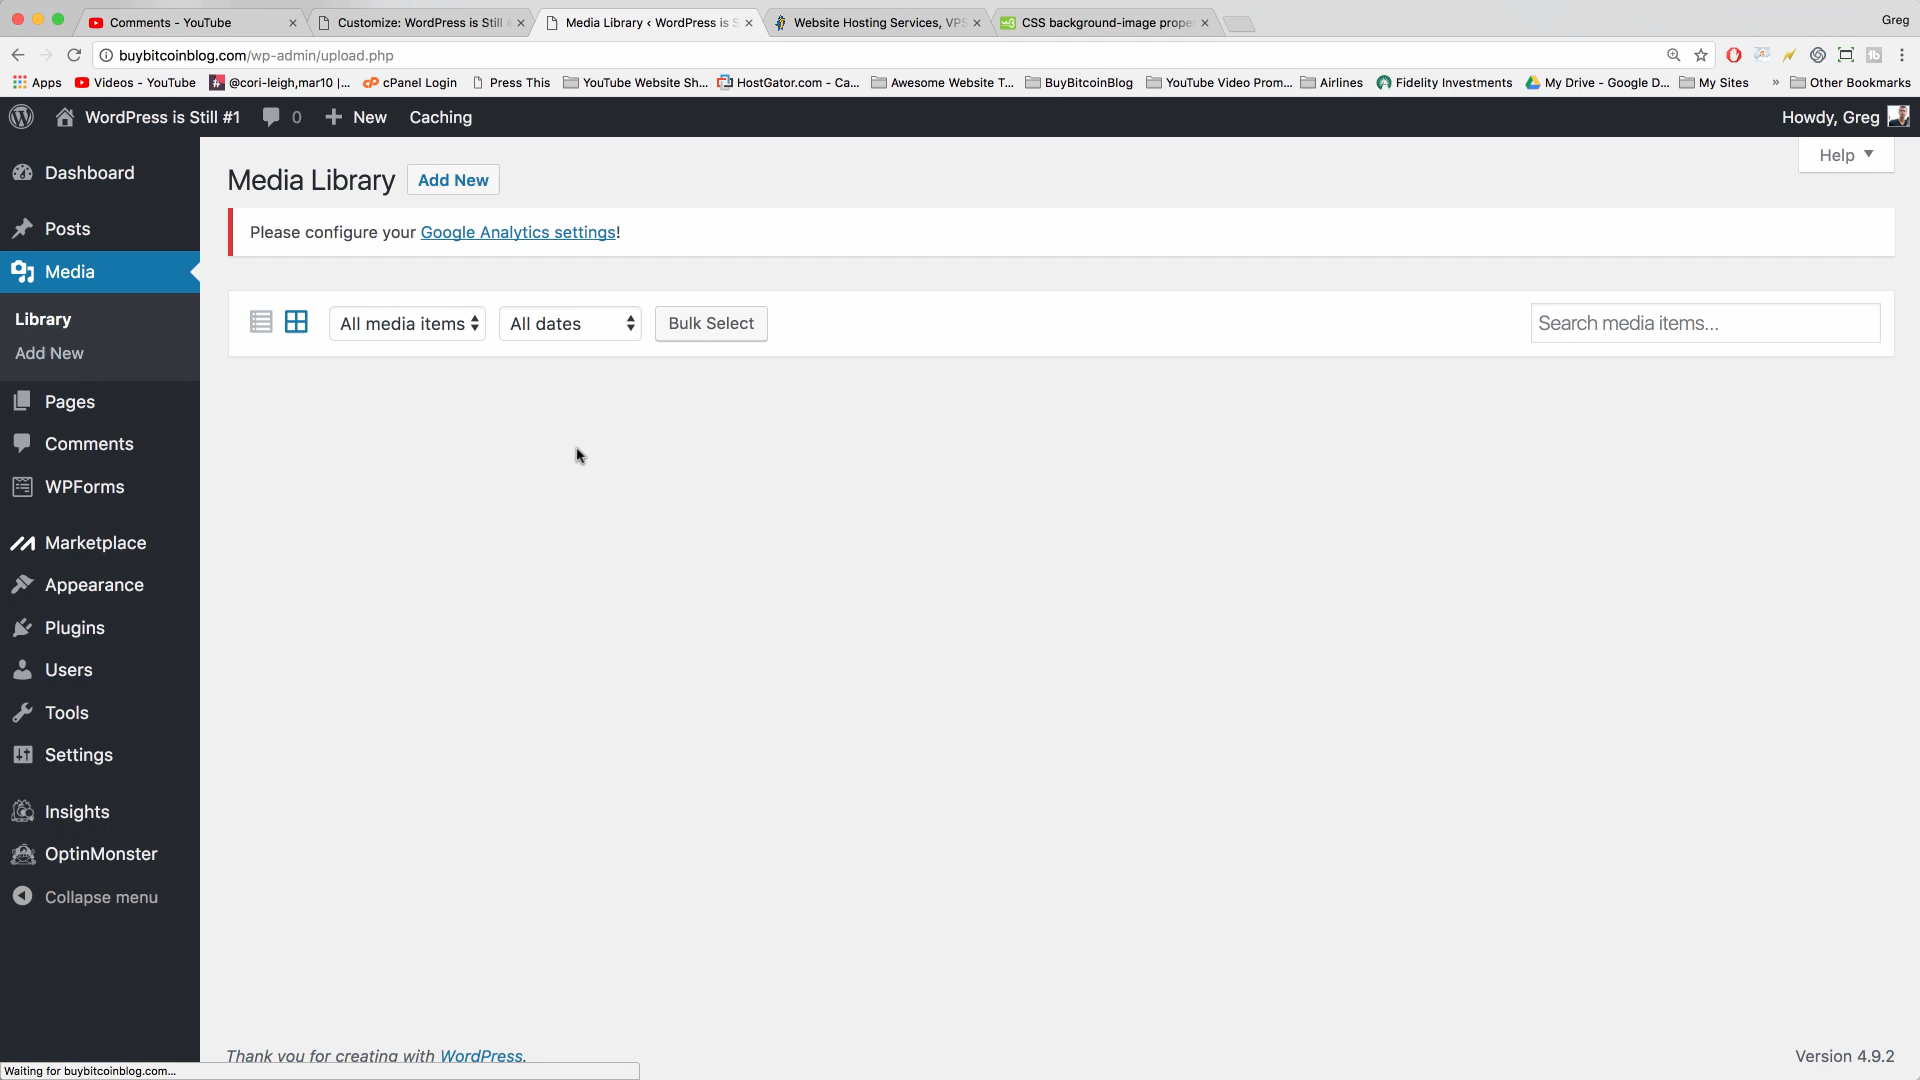 Comments - YouTube
Customize: WordPress is Still #
Media Library ‹ WordPress is S
Website Hosting Services, VPS
CSS background-image proper
Greg
buybitcoinblog.com/wp-admin/upload.php
Apps
Videos - YouTube
@cori-leigh,mar10 |...
cPanel Login
Press This
YouTube Website Sh...
HostGator.com - Ca...
Awesome Website T...
BuyBitcoinBlog
YouTube Video Prom...
Airlines
Fidelity Investments
My Drive - Google D...
My Sites
»
Other Bookmarks
WordPress is Still #1
0
New
Caching
Howdy, Greg
Dashboard
Posts
Media
Library
Add New
Pages
Comments
WPForms
Marketplace
Appearance
Plugins
Users
Tools
Settings
Insights
OptinMonster
Collapse menu
Help
Media Library
Add New
Please configure your Google Analytics settings!
All media items
All dates
Bulk Select
Search media items...
Thank you for creating with WordPress.
Version 4.9.2
Waiting for buybitcoinblog.com...